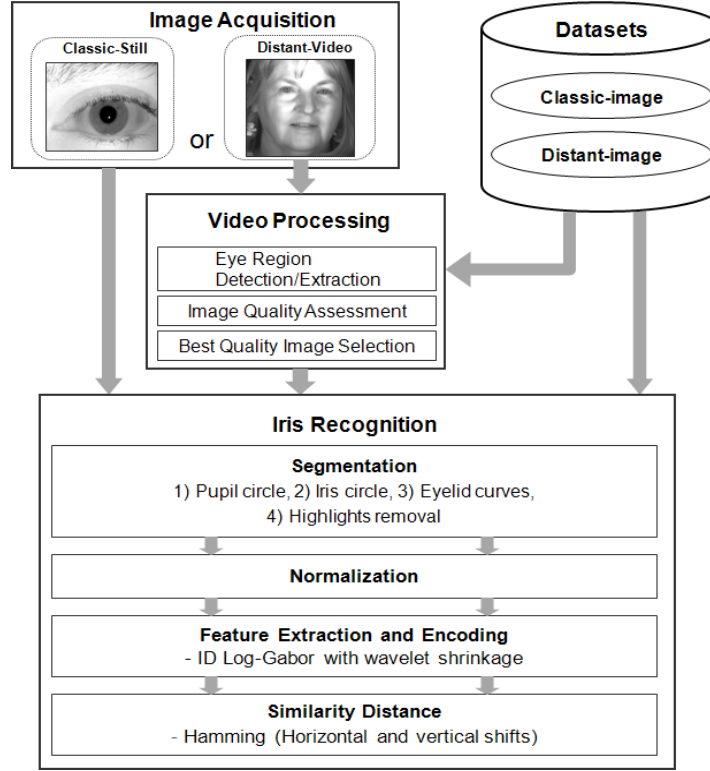 Image Acquisition
Classic-Still
Distant-Video
or
Datasets
Classic-image
Distant-image
Video Processing
Eye Region
Detection/Extraction
Image Quality Assessment
Best Quality Image Selection
Iris Recognition
Segmentation
1) Pupil circle, 2) Iris circle, 3) Eyelid curves,
4) Highlights removal
Normalization
Feature Extraction and Encoding
- ID Log-Gabor with wavelet shrinkage
Similarity Distance
- Hamming (Horizontal and vertical shifts)